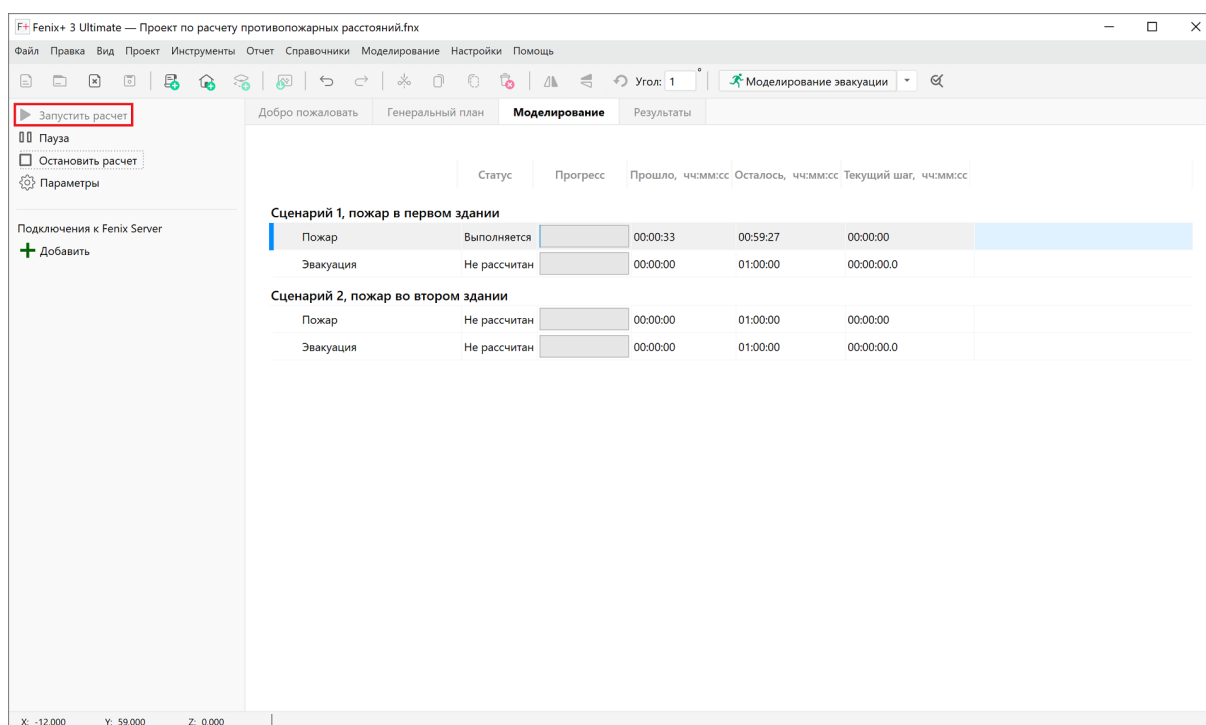 F+ Fenix+ 3 Ultimate — Проект по расчету противопожарных расстояний.fnx
Файл Правка Вид Проект Инструменты Отчет Справочники Моделирование Настройки Помощь
Угол: 1 ° Моделирование эвакуации
Запустить расчет
Пауза
Остановить расчет
Параметры
Подключения к Fenix Server
Добавить
Добро пожаловать Генеральный план Моделирование Результаты
Статус Прогресс Прошло, чч:мм:сс Осталось, чч:мм:сс Текущий шаг, чч:мм:сс
Сценарий 1, пожар в первом здании
Пожар Выполняется 00:00:33 00:59:27 00:00:00
Эвакуация Не рассчитан 00:00:00 01:00:00 00:00:00.0
Сценарий 2, пожар во втором здании
Пожар Не рассчитан 00:00:00 01:00:00 00:00:00
Эвакуация Не рассчитан 00:00:00 01:00:00 00:00:00.0
X: -12.000 Y: 59.000 Z: 0.000